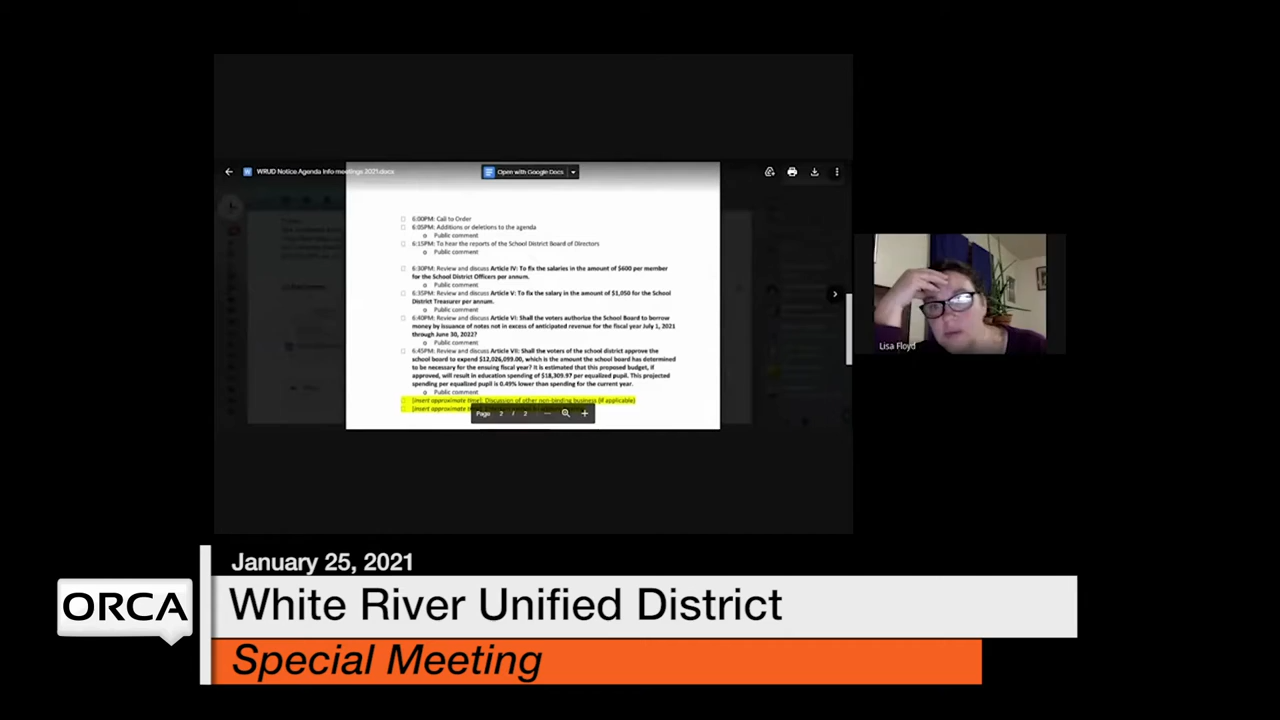 WRUD Notice Agenda Info meetings 2021.docx
Open with Google Docs
6:00PM: Call to Order
6:05PM: Additions or deletions to the agenda
o Public comment
6:15PM: To hear the reports of the School District Board of Directors
o Public comment
6:30PM: Review and discuss Article IV: To fix the salaries in the amount of $600 per member
for the School District Officers per annum.
o Public comment
6:35PM: Review and discuss Article V: To fix the salary in the amount of $1,050 for the School
District Treasurer per annum.
o Public comment
6:40PM: Review and discuss Article VI: Shall the voters authorize the School Board to borrow
money by issuance of notes not in excess of anticipated revenue for the fiscal year July 1, 2021
through June 30, 2022?
o Public comment
6:45PM: Review and discuss Article VII: Shall the voters of the school district approve the
school board to expend $12,026,093.00, which is the amount the school board has determined
to be necessary for the ensuing fiscal year? It is estimated that this proposed budget, if
approved, will result in education spending of $18,309.97 per equalized pupil. This projected
spending per equalized pupil is 0.49% lower than spending for the current year.
o Public comment
[insert approximate time]: Discussion of other non-binding business (if applicable)
[insert approximate
Page 2 / 2
Lisa Floyd
January 25, 2021
ORCA
White River Unified District
Special Meeting